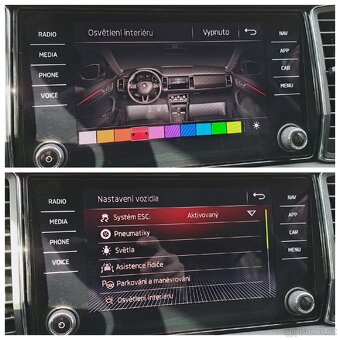 RADIO
MEDIA
PHONE
VOICE
Osvětlení interiéru
Vypnuto
NAV
APP
CAR
MENU
RADIO
MEDIA
PHONE
VOICE
Nastavení vozidla
Systém ESC:
Aktivovaný
Pneumatiky
Světla
Asistence řidiče
Parkování a manévrování
Osvětlení interiéru
NAV
APP
CAR
MENU